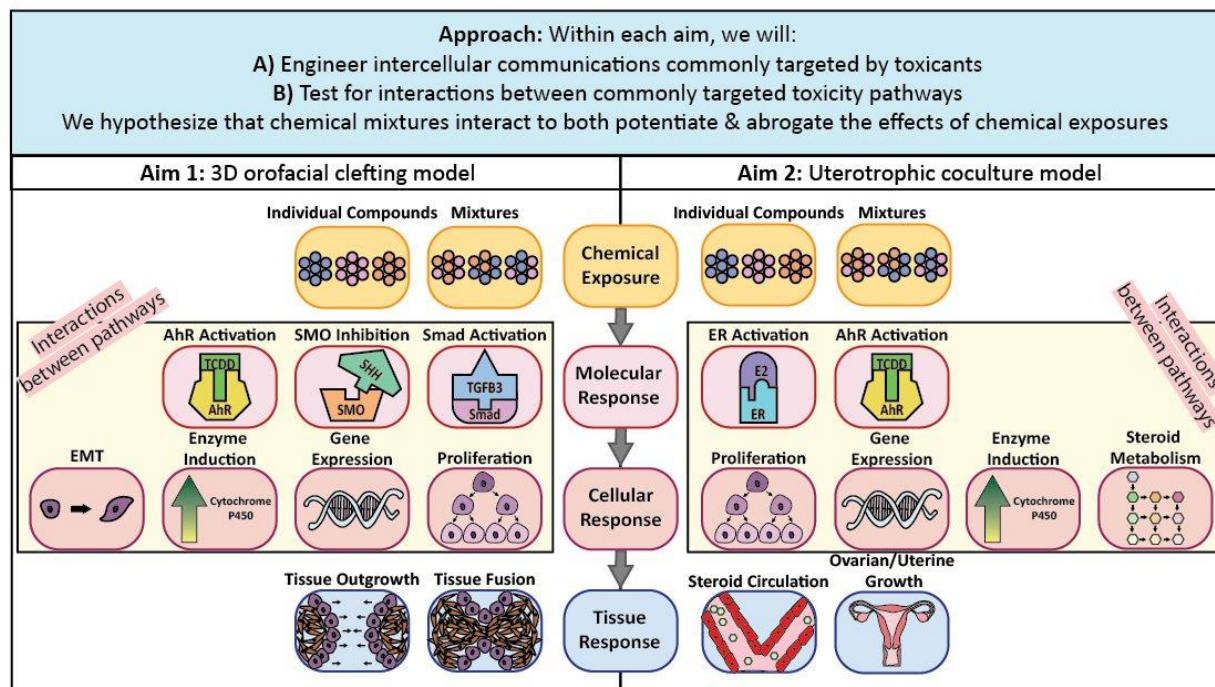 Approach: Within each aim, we will:
A) Engineer intercellular communications commonly targeted by toxicants
B) Test for interactions between commonly targeted toxicity pathways
We hypothesize that chemical mixtures interact to both potentiate & abrogate the effects of chemical exposures
Aim 1: 3D orofacial clefting model
Aim 2: Uterotrophic coculture model
Individual Compounds
Mixtures
Chemical
Exposure
Individual Compounds
Mixtures
Interactions
between pathways
AhR Activation
TCDD
AhR
SMO Inhibition
SHH
SMO
Smad Activation
TGFB3
Smad
Molecular
Response
ER Activation
E2
ER
AhR Activation
TCDD
AhR
Interactions
between pathways
EMT
Enzyme
Induction
Cytochrome
P450
Gene
Expression
Proliferation
Cellular
Response
Proliferation
Gene
Expression
Enzyme
Induction
Cytochrome
P450
Steroid
Metabolism
Tissue Outgrowth
Tissue Fusion
Tissue
Response
Steroid Circulation
Ovarian/Uterine
Growth